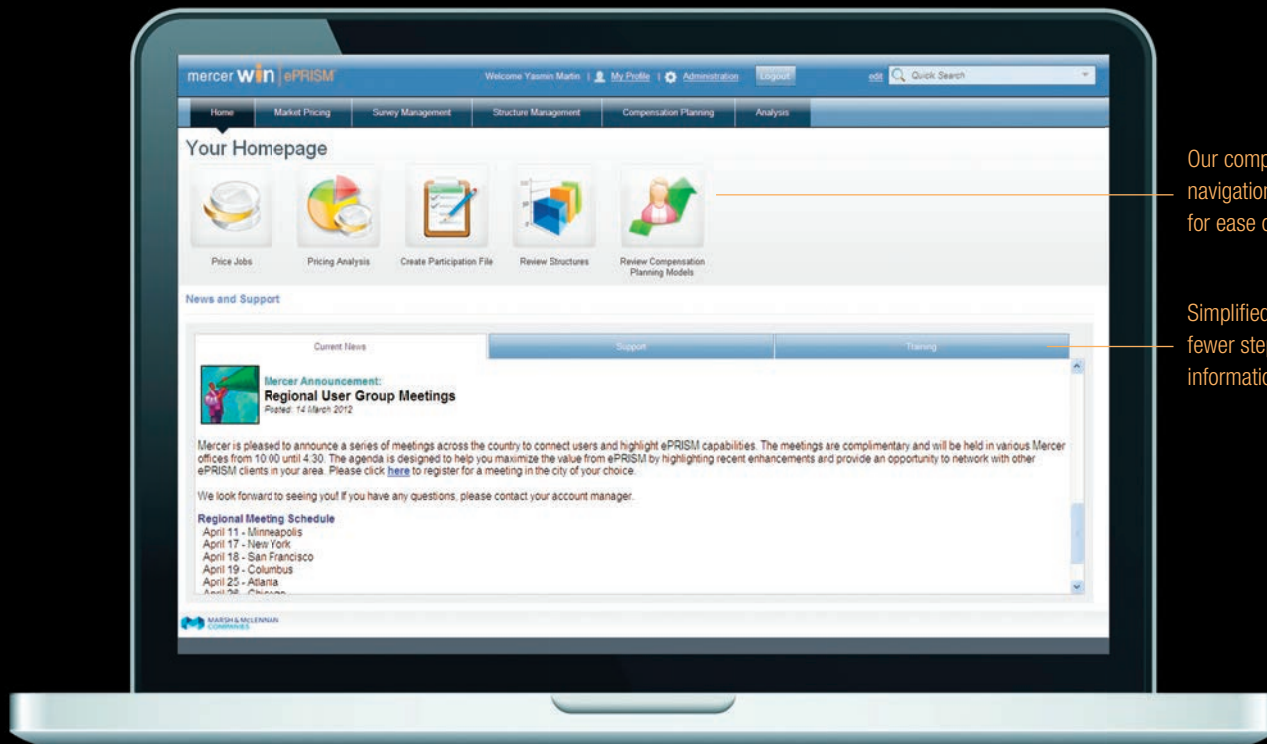 mercer WIN | ePRISM®
Welcome Yasmin Martin | My Profile | Administration Logout edit Quick Search
Home Market Pricing Survey Management Structure Management Compensation Planning Analysis
Your Homepage
Price Jobs Pricing Analysis Create Participation File Review Structures Review Compensation
Planning Models
News and Support
Current News Support Training
Mercer Announcement:
Regional User Group Meetings
Posted: 14 March 2012
Mercer is pleased to announce a series of meetings across the country to connect users and highlight ePRISM capabilities. The meetings are complimentary and will be held in various Mercer
offices from 10:00 until 4:30. The agenda is designed to help you maximize the value from ePRISM by highlighting recent enhancements and provide an opportunity to network with other
ePRISM clients in your area. Please click here to register for a meeting in the city of your choice.
We look forward to seeing you! If you have any questions, please contact your account manager.
Regional Meeting Schedule
April 11 - Minneapolis
April 17 - New York
April 18 - San Francisco
April 19 - Columbus
April 25 - Atlanta
April 26 - Chicago
MARSH & MCLENNAN
COMPANIES
Our comp
navigation
for ease
Simplified
fewer ste
informatio